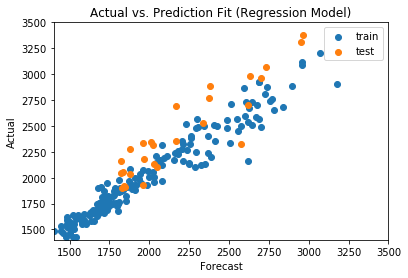 Actual vs. Prediction Fit (Regression Model)
train
test
3500
3250
3000
2750
2500
2250
2000
1750
1500
Actual
1500 1750 2000 2250 2500 2750 3000 3250 3500
Forecast